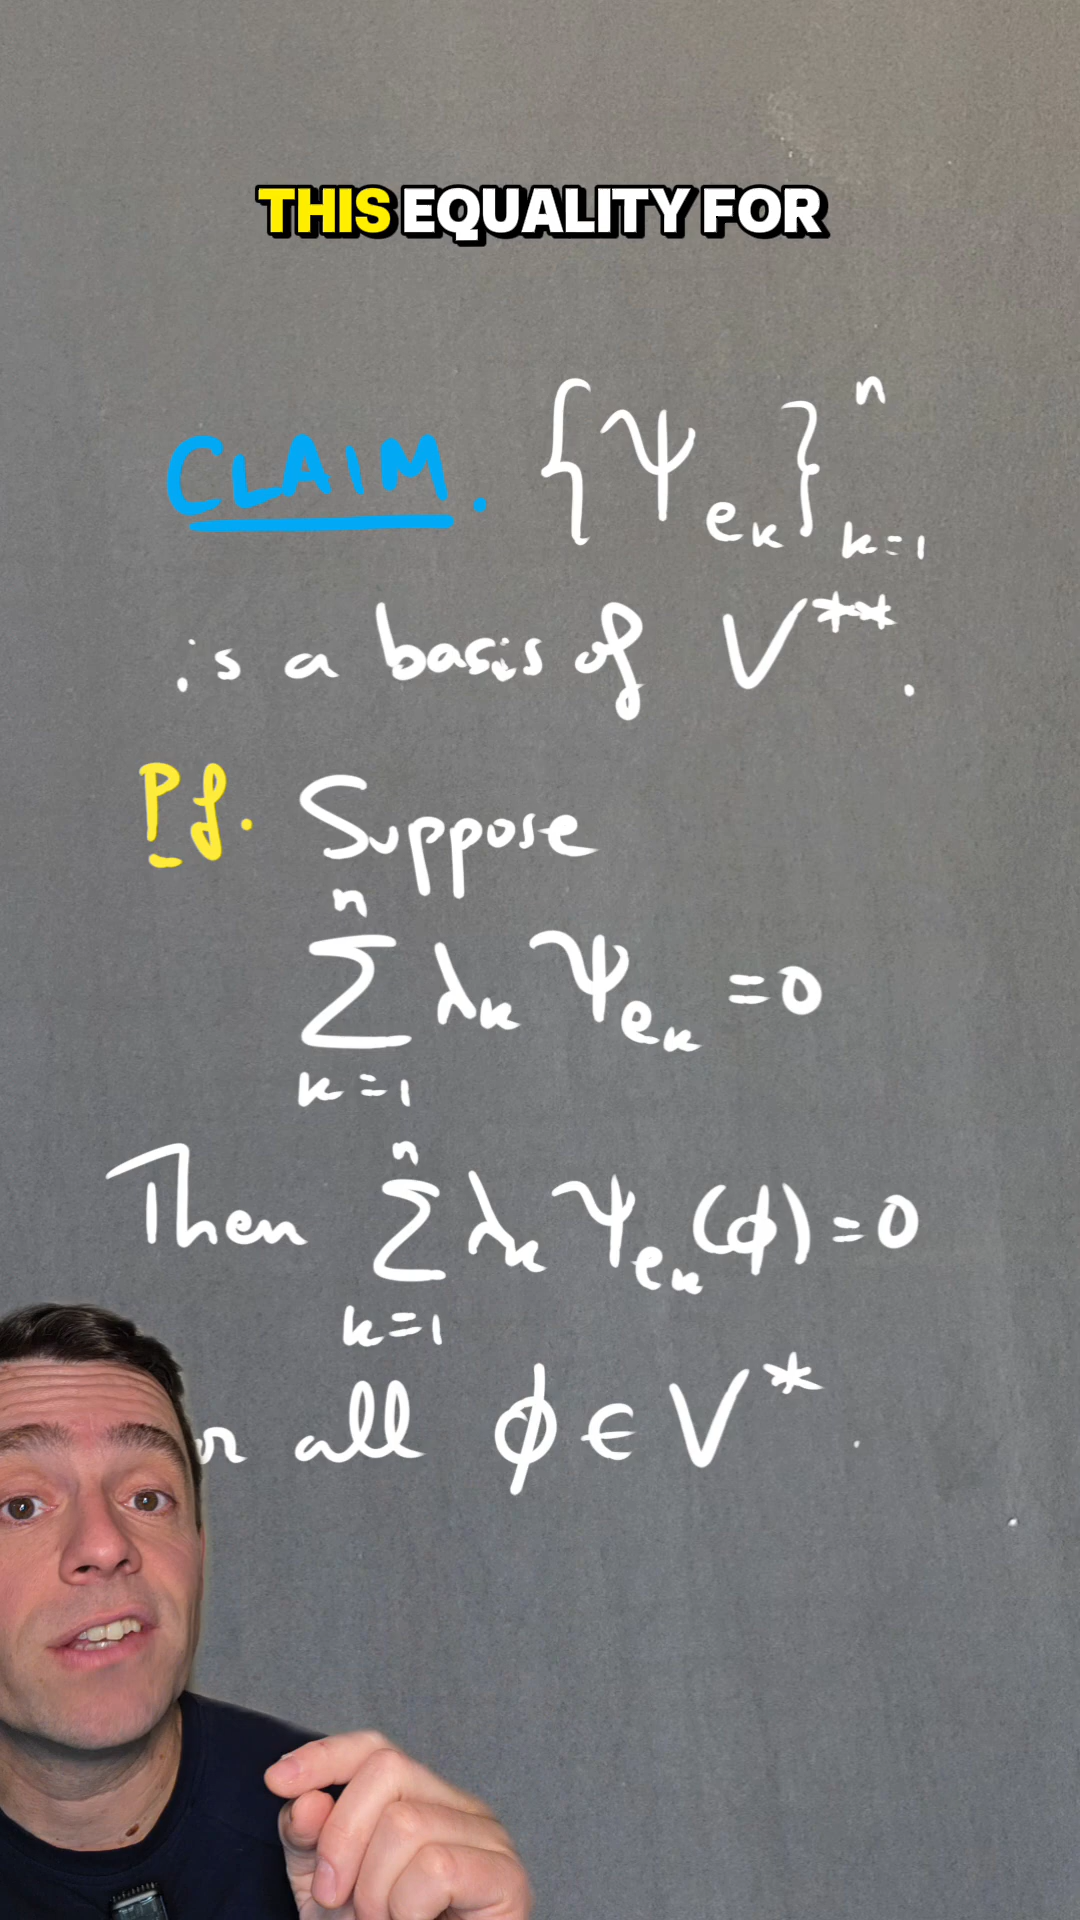 THIS EQUALITY FOR
CLAIM. {Ψ_{e_k}}_{k=1}^{n}
is a basis of V**.
Pf. Suppose
∑_{k=1}^{n} λ_k Ψ_{e_k} = 0
Then ∑_{k=1}^{n} λ_k Ψ_{e_k}(ϕ) = 0
all ϕ ∈ V*.